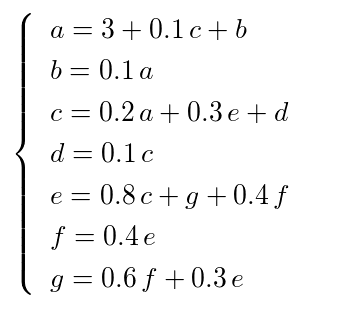 a = 3 + 0.1 c + b
b = 0.1 a
c = 0.2 a + 0.3 e + d
d = 0.1 c
e = 0.8 c + g + 0.4 f
f = 0.4 e
g = 0.6 f + 0.3 e